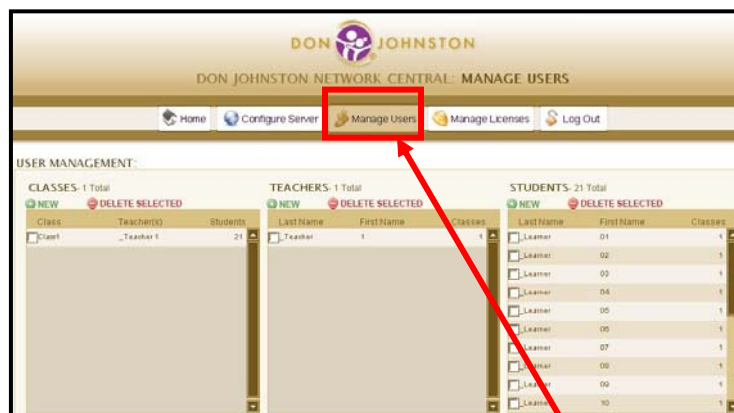 DON JOHNSTON
DON JOHNSTON NETWORK CENTRAL: MANAGE USERS
Home Configure Server Manage Users Manage Licenses Log Out
USER MANAGEMENT:
CLASSES- 1 Total TEACHERS- 1 Total STUDENTS- 21 Total
NEW DELETE SELECTED NEW DELETE SELECTED NEW DELETE SELECTED
Class Teacher(s) Students Last Name First Name Classes Last Name First Name Classes
Class1 _Teacher 1 21 _Teacher 1 1 _Learner 01 1
_Learner 02 1
_Learner 03 1
_Learner 04 1
_Learner 05 1
_Learner 06 1
_Learner 07 1
_Learner 08 1
_Learner 09 1
_Learner 10 1